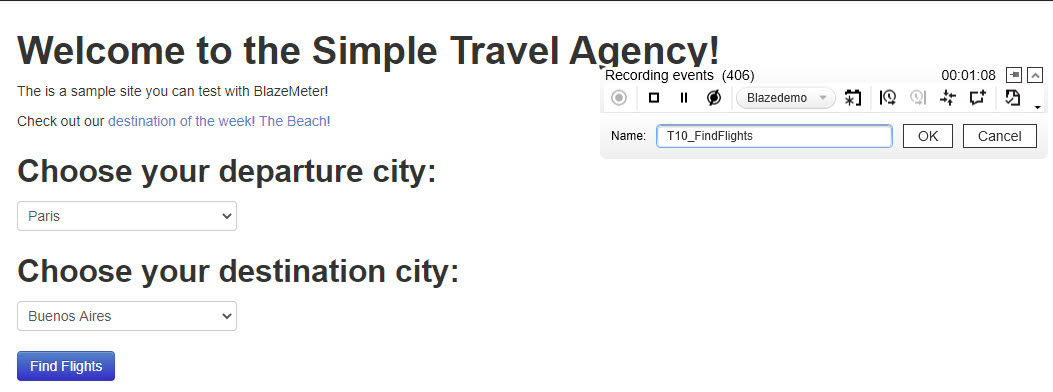 Welcome to the Simple Travel Agency!
The is a sample site you can test with BlazeMeter!
Check out our destination of the week! The Beach!
Choose your departure city:
Paris
Choose your destination city:
Buenos Aires
Find Flights
Recording events (406) 00:01:08
Blazedemo
Name: T10_FindFlights OK Cancel